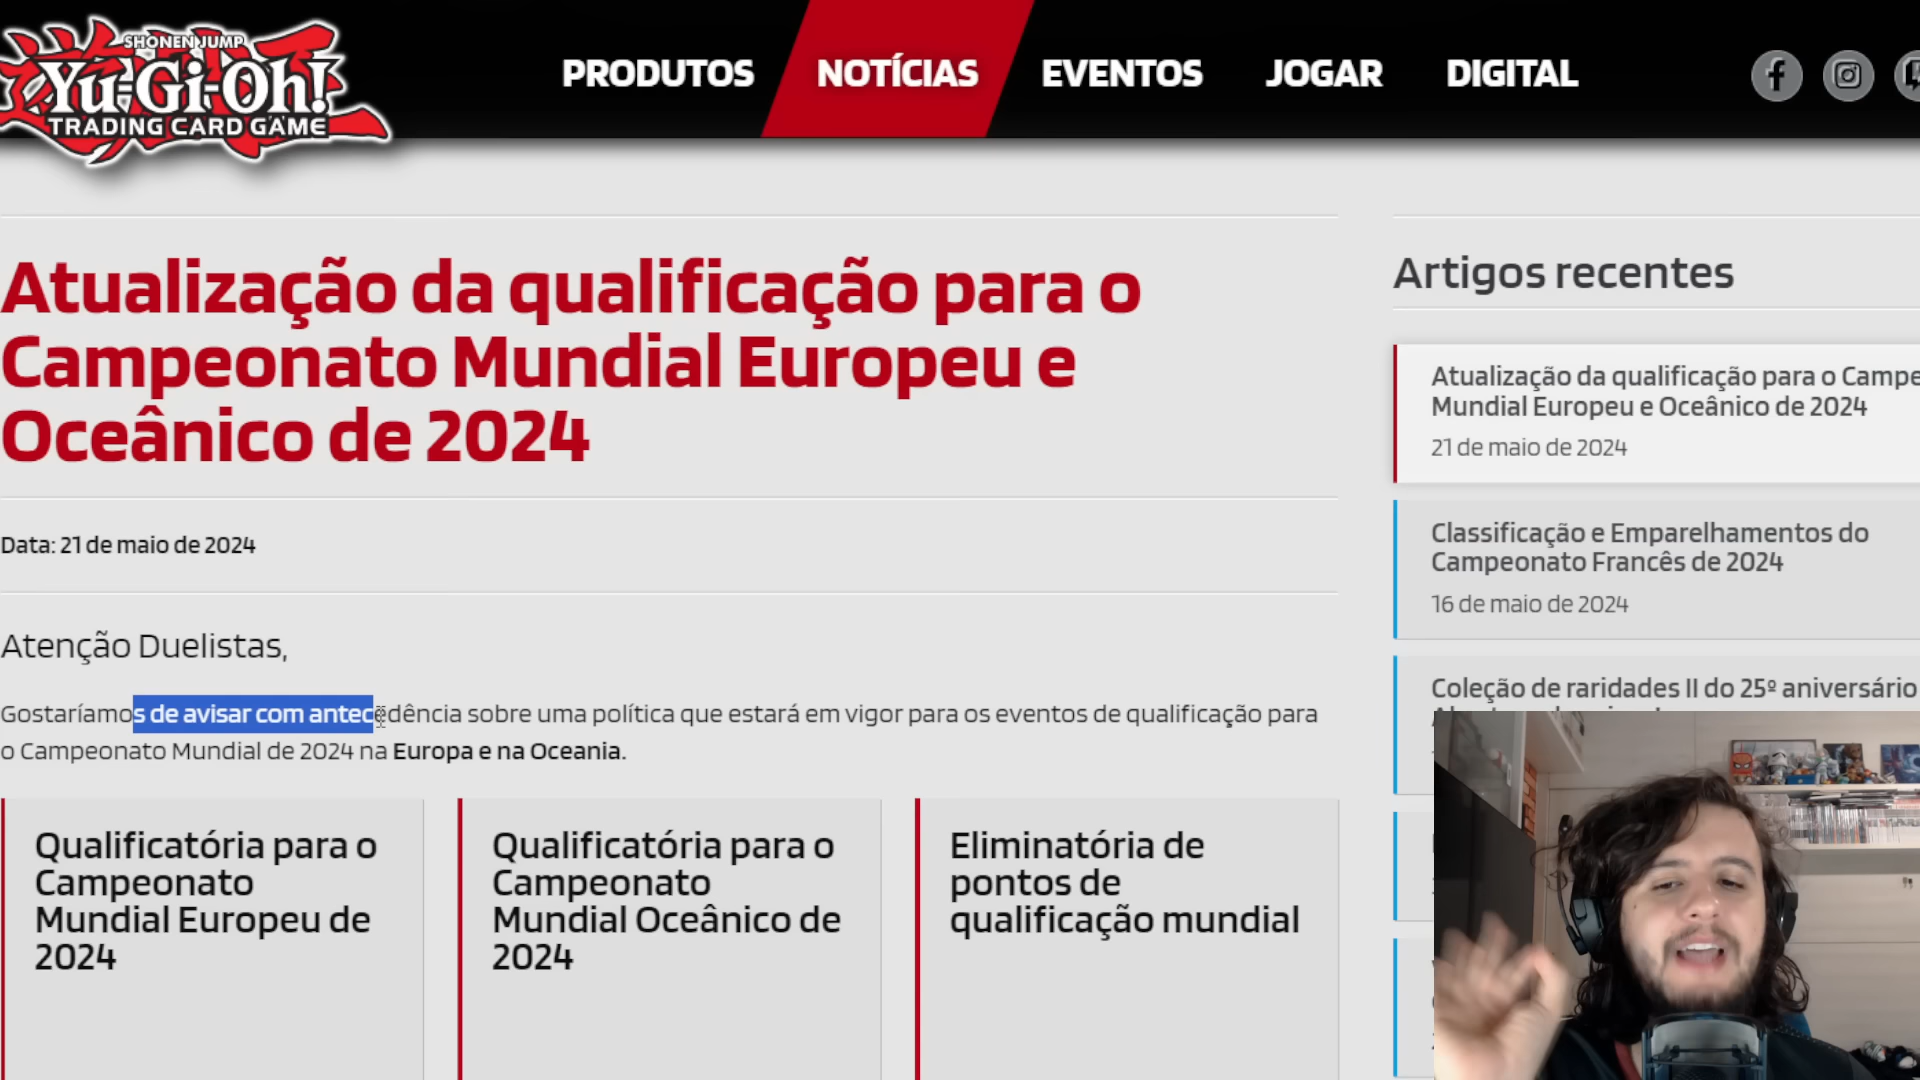 SHONEN JUMP
Yu-Gi-Oh!
TRADING CARD GAME
PRODUTOS
NOTÍCIAS
EVENTOS
JOGAR
DIGITAL
Atualização da qualificação para o
Campeonato Mundial Europeu e
Oceânico de 2024
Data: 21 de maio de 2024
Atenção Duelistas,
Gostaríamos de avisar com antecedência sobre uma política que estará em vigor para os eventos de qualificação para
o Campeonato Mundial de 2024 na Europa e na Oceania.
Qualificatória para o
Campeonato
Mundial Europeu de
2024
Qualificatória para o
Campeonato
Mundial Oceânico de
2024
Eliminatória de
pontos de
qualificação mundial
Artigos recentes
Atualização da qualificação para o Campe
Mundial Europeu e Oceânico de 2024
21 de maio de 2024
Classificação e Emparelhamentos do
Campeonato Francês de 2024
16 de maio de 2024
Coleção de raridades II do 25º aniversário